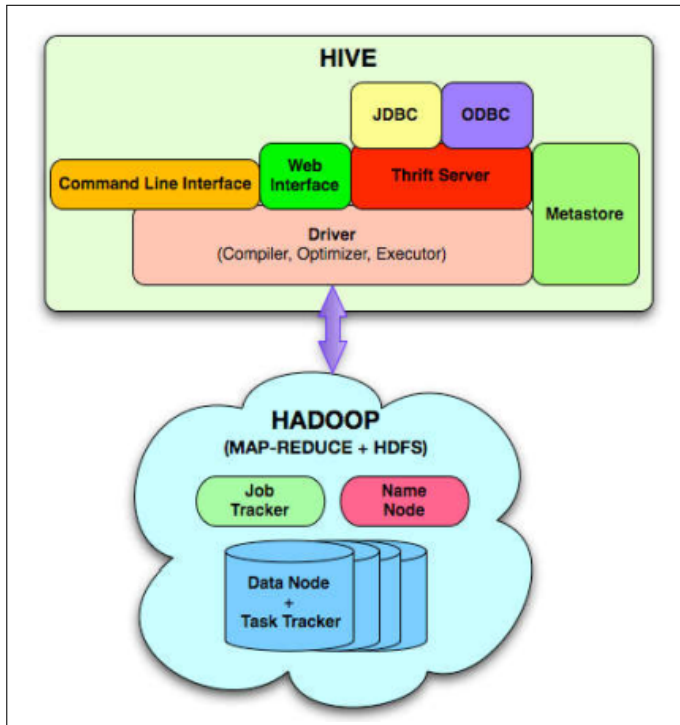 HIVE
JDBC
ODBC
Command Line Interface
Web
Interface
Thrift Server
Metastore
Driver
(Compiler, Optimizer, Executor)
HADOOP
(MAP-REDUCE + HDFS)
Job
Tracker
Name
Node
Data Node
+
Task Tracker